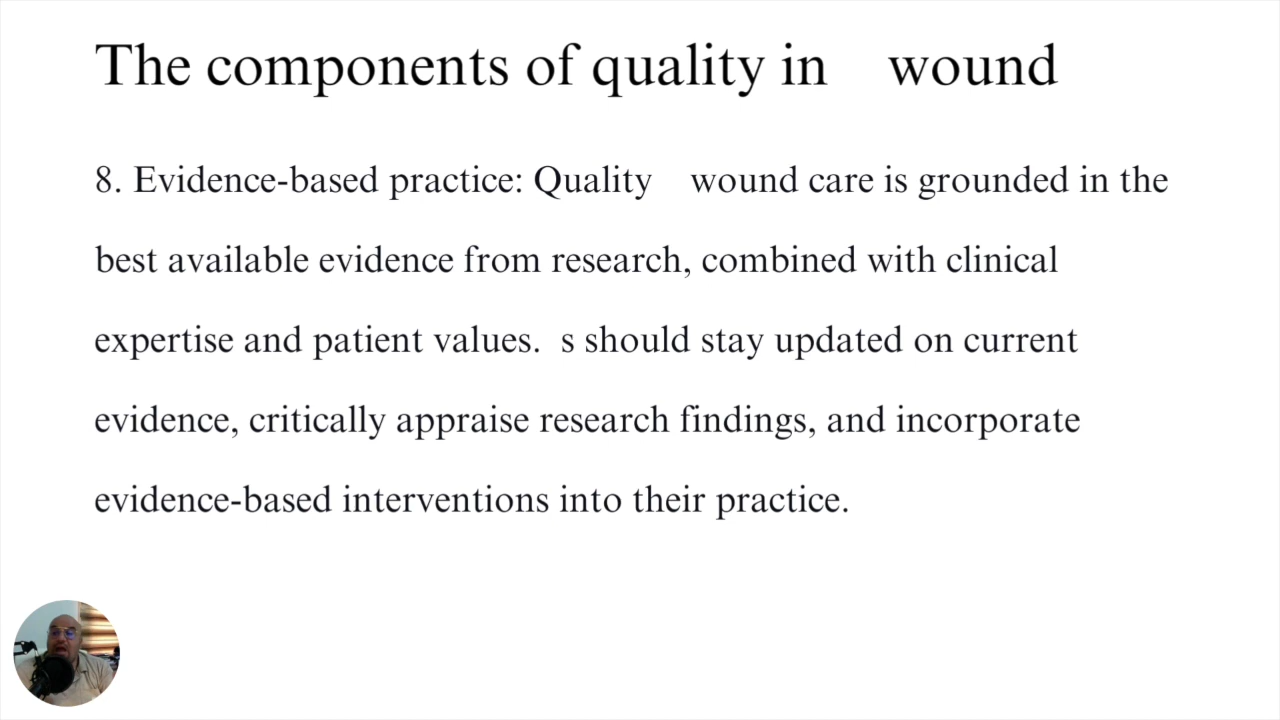 The components of quality in wound
8. Evidence-based practice: Quality wound care is grounded in the
best available evidence from research, combined with clinical
expertise and patient values. s should stay updated on current
evidence, critically appraise research findings, and incorporate
evidence-based interventions into their practice.